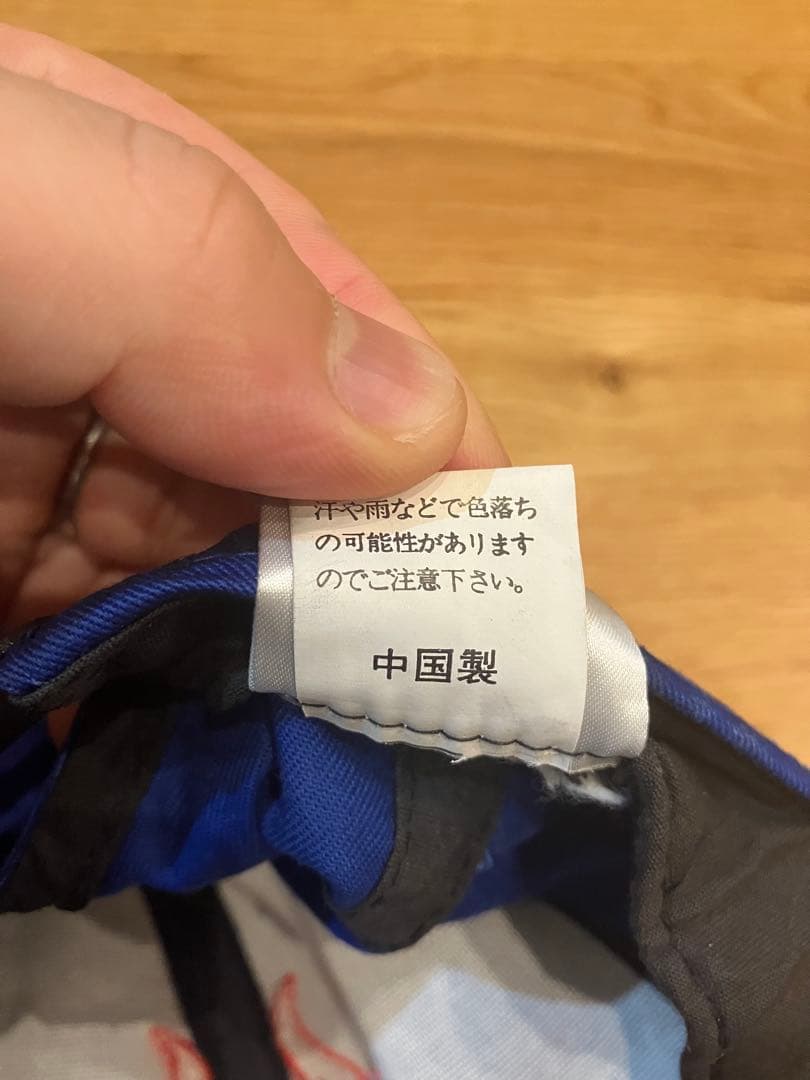 汗や雨などで色落ち
の可能性があります
のでご注意下さい。
中国製